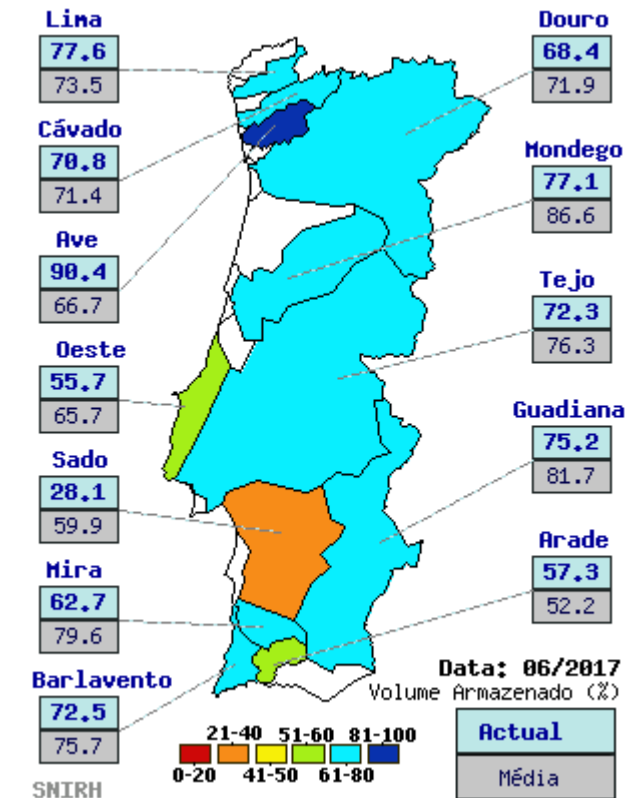 Lima
77.6
73.5
Cávado
70.8
71.4
Ave
90.4
66.7
Oeste
55.7
65.7
Sado
28.1
59.9
Mira
62.7
79.6
Barlavento
72.5
75.7
SNIRH
Douro
68.4
71.9
Mondego
77.1
86.6
Tejo
72.3
76.3
Guadiana
75.2
81.7
Arade
57.3
52.2
Data: 06/2017
Volume Armazenado (%)
Actual
Média
21-40 51-60 81-100
0-20 41-50 61-80